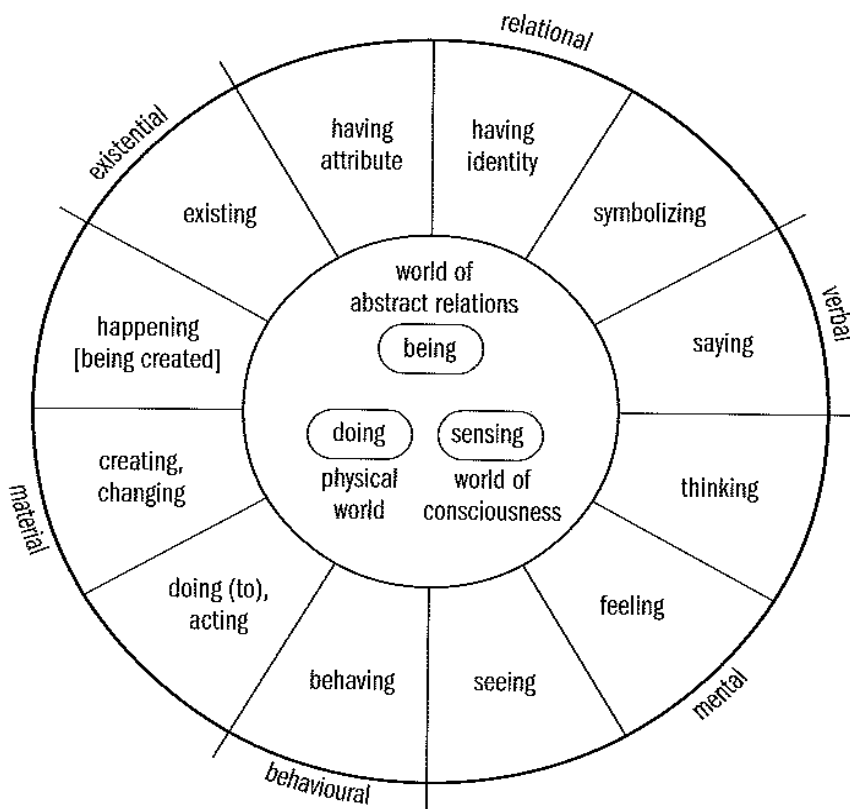 relational
existential
verbal
material
behavioural
mental
having
attribute
having
identity
existing
symbolizing
happening
[being created]
saying
creating,
changing
thinking
doing (to),
acting
feeling
behaving
seeing
world of
abstract relations
being
doing
sensing
physical
world
world of
consciousness